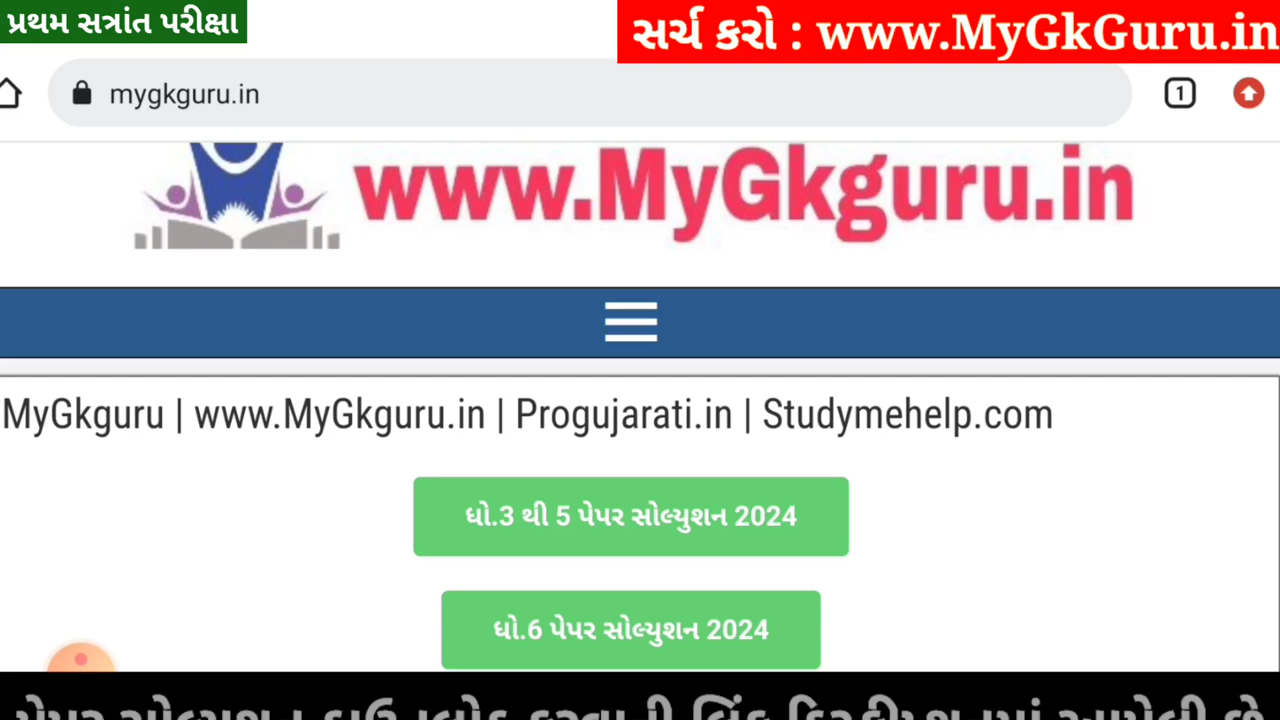 પ્રથમ સત્રાંત પરીક્ષા
સર્ચ કરો : www.MyGkGuru.in
mygkguru.in
1
www.MyGkguru.in
MyGkguru | www.MyGkguru.in | Progujarati.in | Studymehelp.com
ધો.3 થી 5 પેપર સોલ્યુશન 2024
ધો.6 પેપર સોલ્યુશન 2024